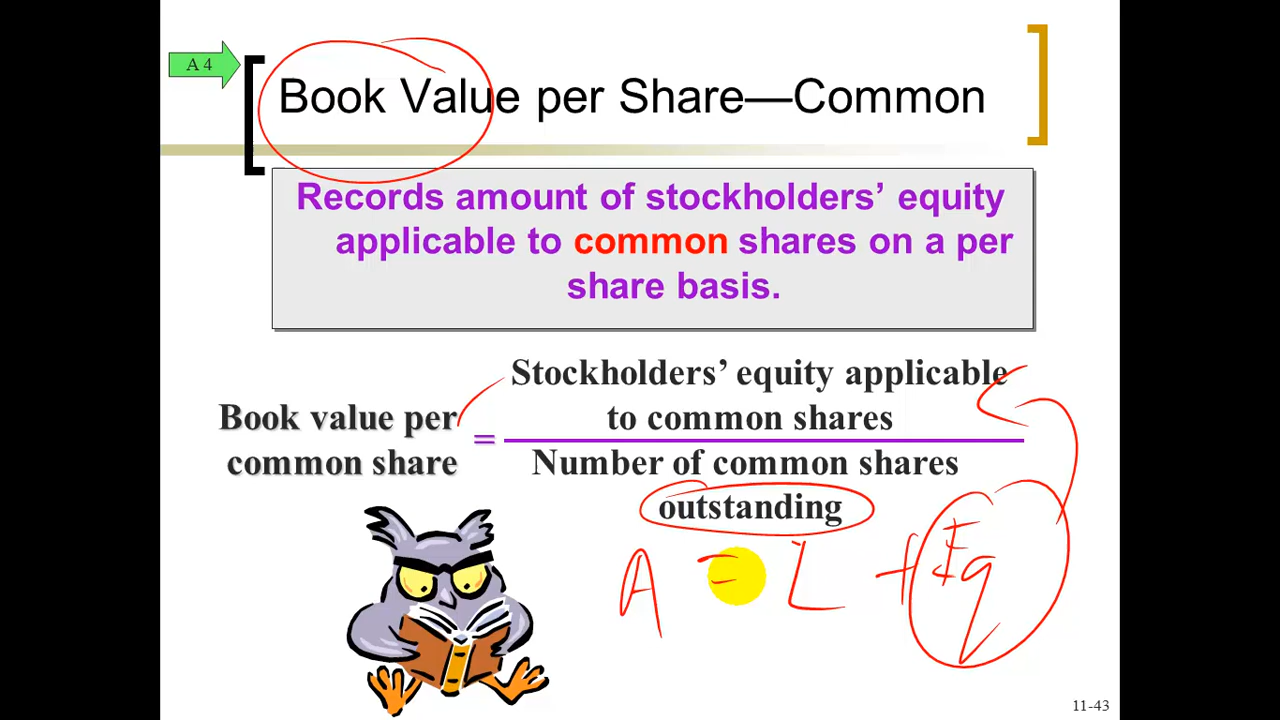 A 4
Book Value per Share—Common
Records amount of stockholders’ equity
applicable to common shares on a per
share basis.
Book value per
common share
=
Stockholders’ equity applicable
to common shares
Number of common shares
outstanding
A = L + Eq
11-43